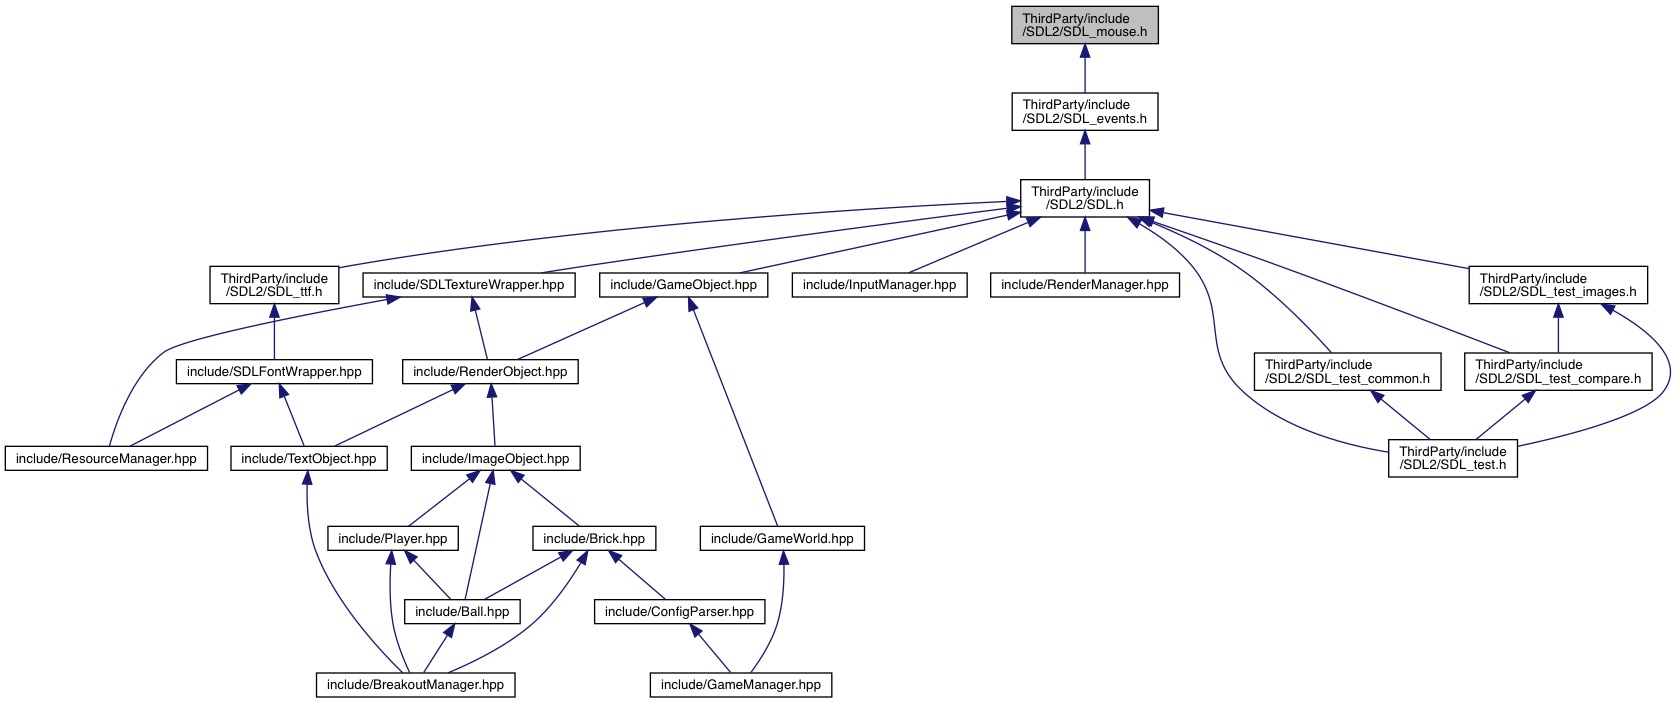 ThirdParty/include
/SDL2/SDL_mouse.h
ThirdParty/include
/SDL2/SDL_events.h
ThirdParty/include
/SDL2/SDL.h
ThirdParty/include
/SDL2/SDL_ttf.h
include/SDLTextureWrapper.hpp
include/GameObject.hpp
include/InputManager.hpp
include/RenderManager.hpp
ThirdParty/include
/SDL2/SDL_test_images.h
include/SDLFontWrapper.hpp
include/RenderObject.hpp
ThirdParty/include
/SDL2/SDL_test_common.h
ThirdParty/include
/SDL2/SDL_test_compare.h
include/ResourceManager.hpp
include/TextObject.hpp
include/ImageObject.hpp
ThirdParty/include
/SDL2/SDL_test.h
include/Player.hpp
include/Brick.hpp
include/GameWorld.hpp
include/Ball.hpp
include/ConfigParser.hpp
include/BreakoutManager.hpp
include/GameManager.hpp